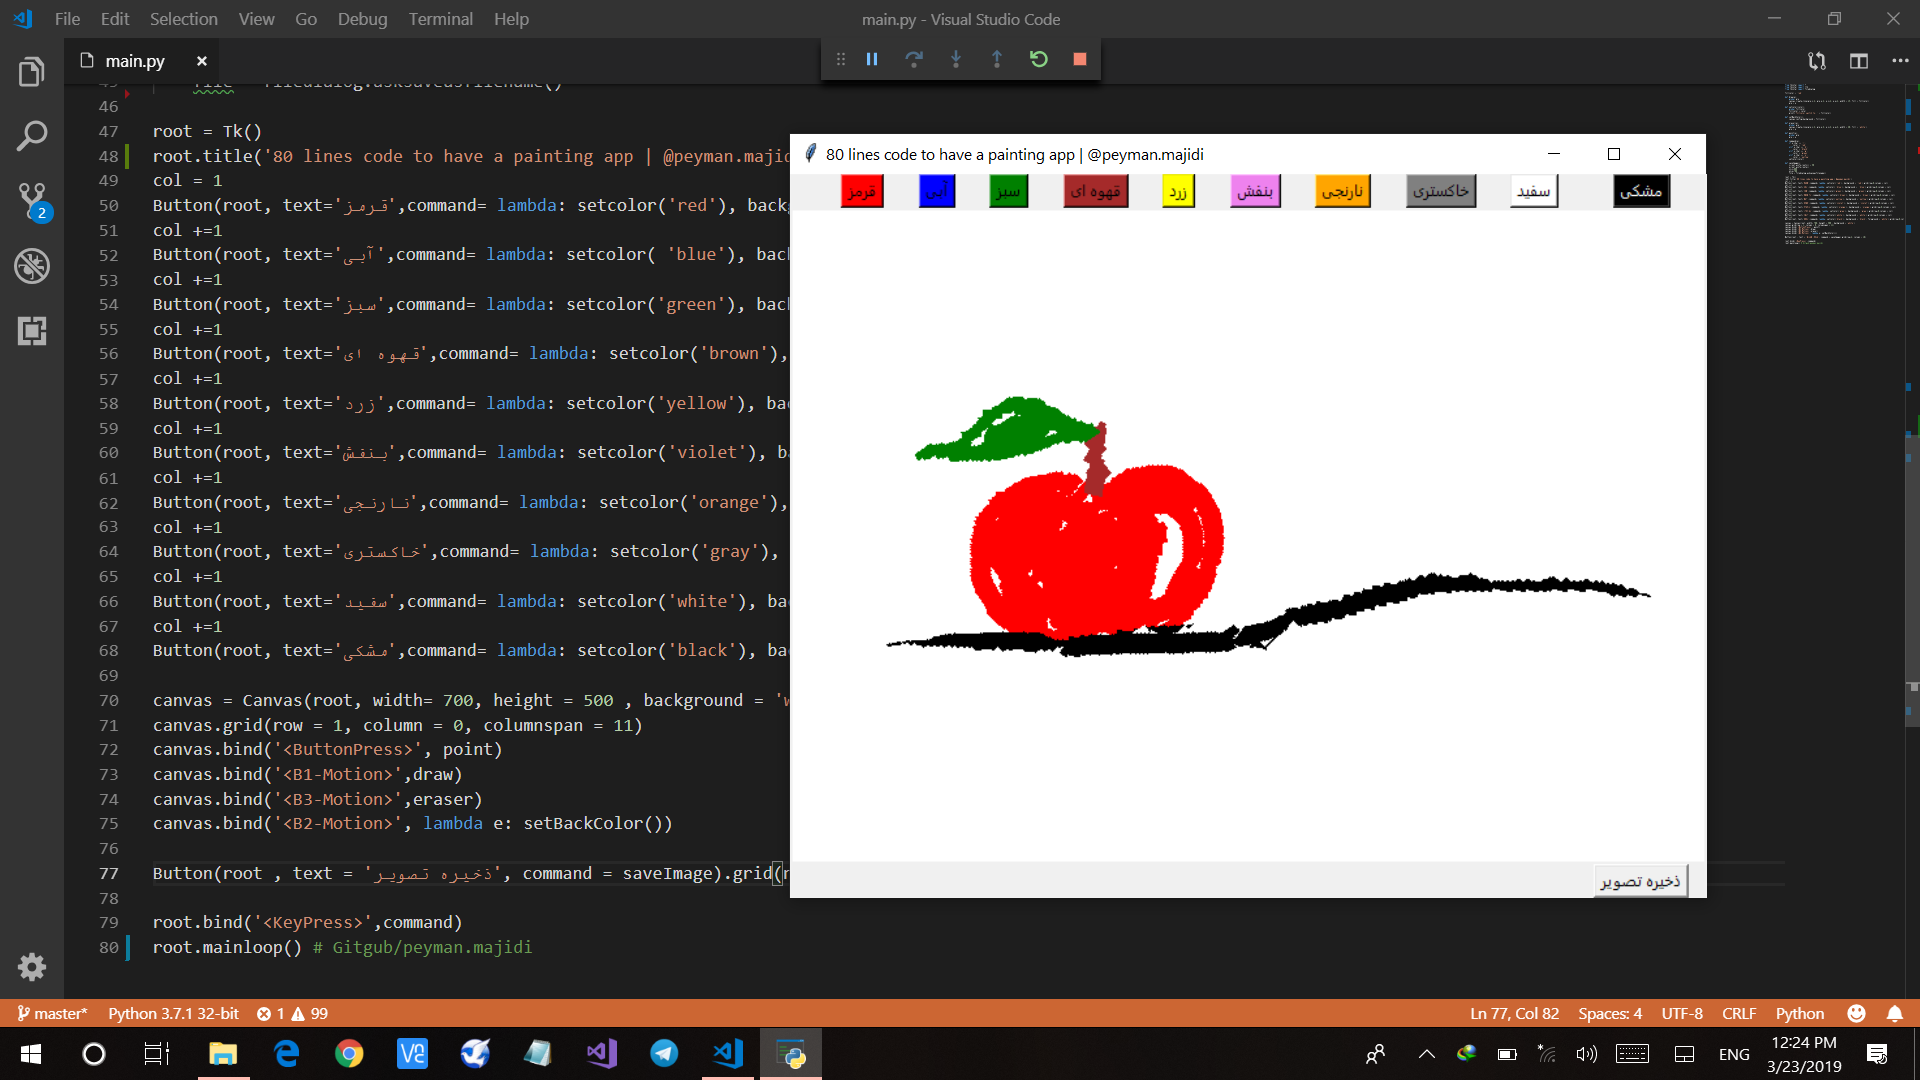 File Edit Selection View Go Debug Terminal Help
main.py - Visual Studio Code
main.py
46
47 root = Tk()
48 root.title('80 lines code to have a painting app | @peyman.majid
49 col = 1
50 Button(root, text='قرمز',command= lambda: setcolor('red'), backg
51 col +=1
52 Button(root, text='آبی',command= lambda: setcolor( 'blue'), bac
53 col +=1
54 Button(root, text='سبز',command= lambda: setcolor('green'), bac
55 col +=1
56 Button(root, text='قهوه ای',command= lambda: setcolor('brown'),
57 col +=1
58 Button(root, text='زرد',command= lambda: setcolor('yellow'), bac
59 col +=1
60 Button(root, text='بنفش',command= lambda: setcolor('violet'), b
61 col +=1
62 Button(root, text='نارنجی',command= lambda: setcolor('orange'),
63 col +=1
64 Button(root, text='خاکستری',command= lambda: setcolor('gray'),
65 col +=1
66 Button(root, text='سفید',command= lambda: setcolor('white'), ba
67 col +=1
68 Button(root, text='مشکی',command= lambda: setcolor('black'), ba
69
70 canvas = Canvas(root, width= 700, height = 500 , background = 'w
71 canvas.grid(row = 1, column = 0, columnspan = 11)
72 canvas.bind('<ButtonPress>', point)
73 canvas.bind('<B1-Motion>',draw)
74 canvas.bind('<B3-Motion>',eraser)
75 canvas.bind('<B2-Motion>', lambda e: setBackColor())
76
77 Button(root , text = 'ذخیره تصویر', command = saveImage).grid(r
78
79 root.bind('<KeyPress>',command)
80 root.mainloop() # Gitgub/peyman.majidi
80 lines code to have a painting app | @peyman.majidi
قرمز آبی سبز قهوه ای زرد بنفش نارنجی خاکستری سفید مشکی
ذخیره تصویر
2
master* Python 3.7.1 32-bit 1 99 Ln 77, Col 82 Spaces: 4 UTF-8 CRLF Python
ENG 12:24 PM
3/23/2019